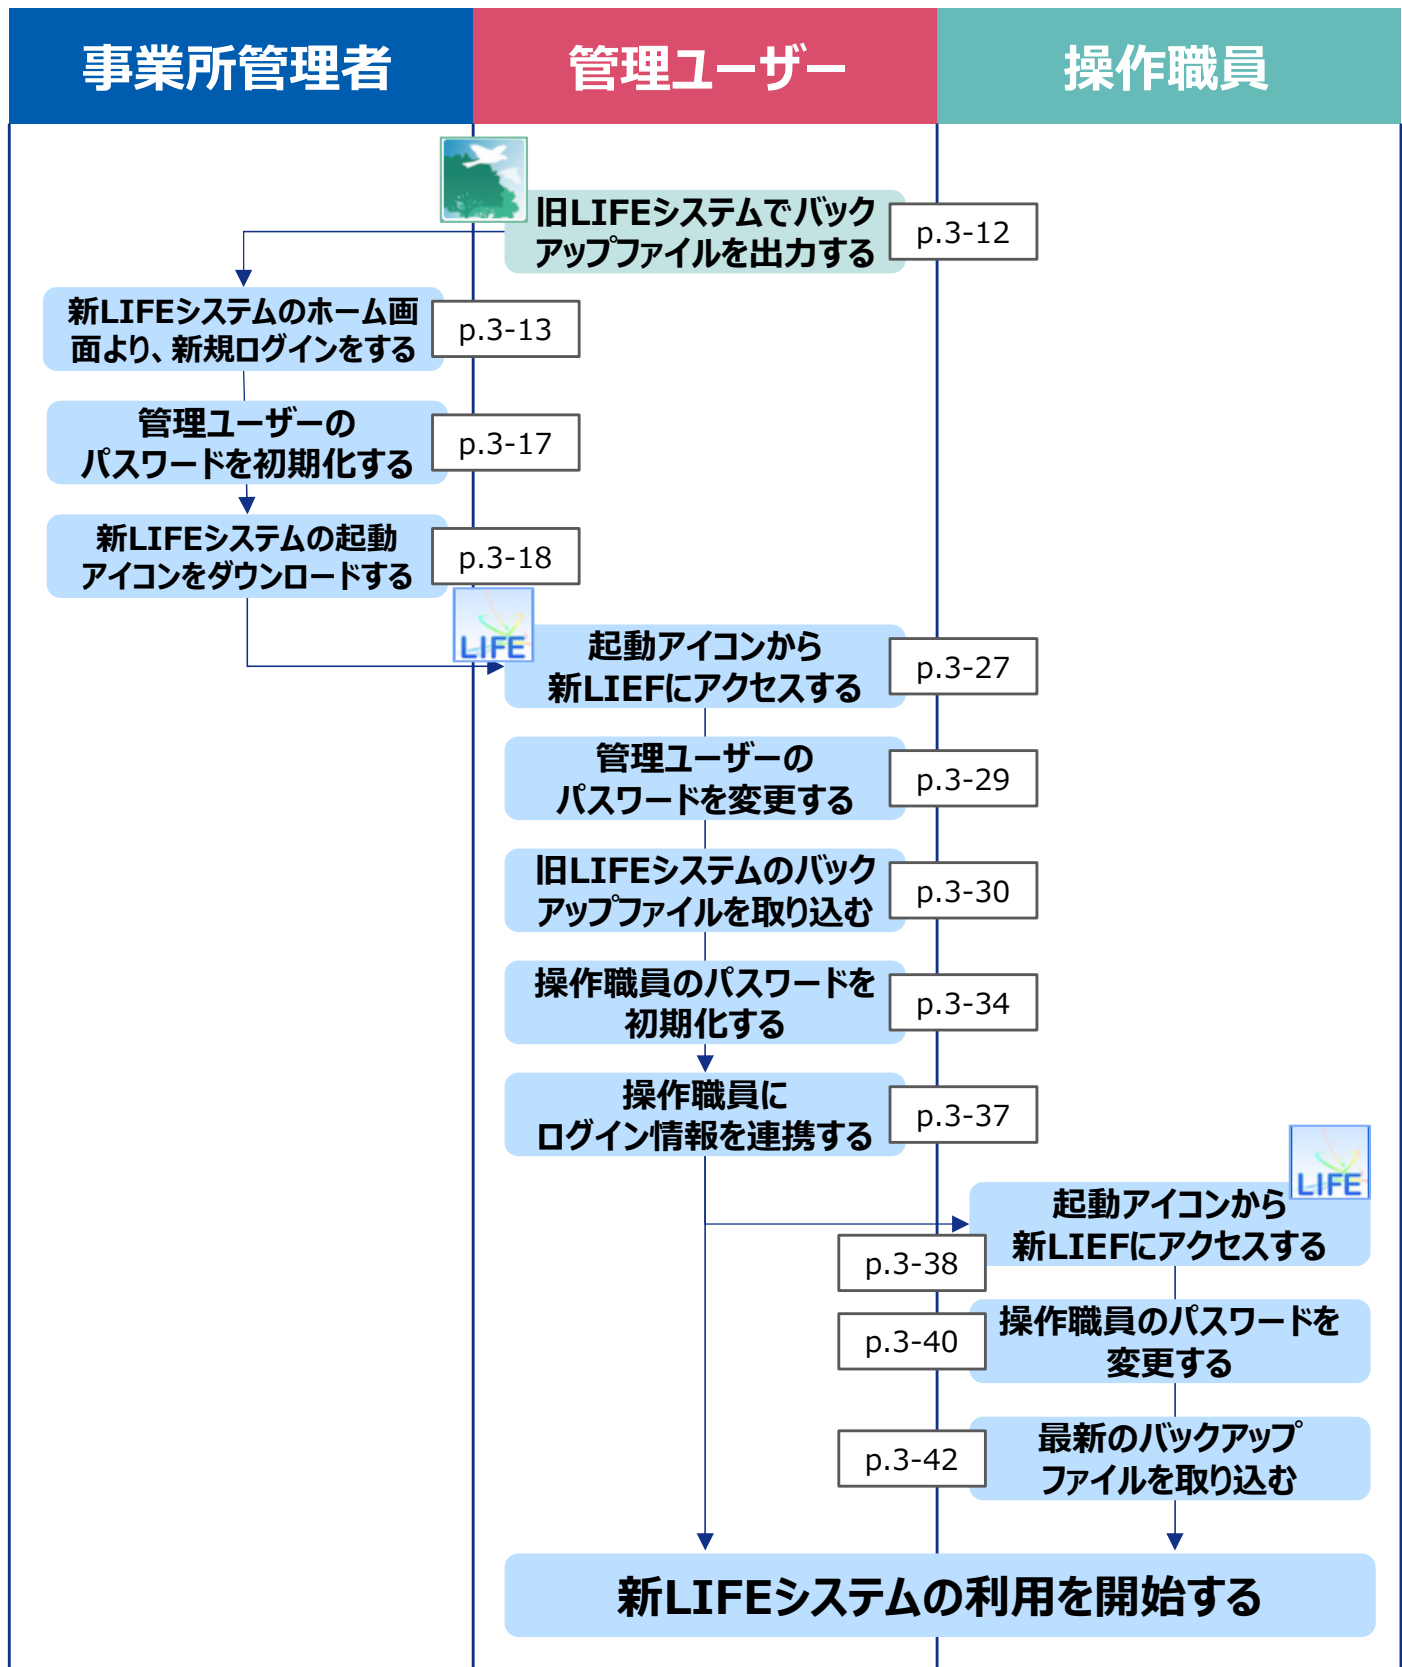 事業所管理者
管理ユーザー
操作職員
旧LIFEシステムでバック
アップファイルを出力する
p.3-12
新LIFEシステムのホーム画
面より、新規ログインをする
p.3-13
管理ユーザーの
パスワードを初期化する
p.3-17
新LIFEシステムの起動
アイコンをダウンロードする
p.3-18
LIFE
起動アイコンから
新LIEFにアクセスする
p.3-27
管理ユーザーの
パスワードを変更する
p.3-29
旧LIFEシステムのバック
アップファイルを取り込む
p.3-30
操作職員のパスワードを
初期化する
p.3-34
操作職員に
ログイン情報を連携する
p.3-37
LIFE
起動アイコンから
新LIEFにアクセスする
p.3-38
操作職員のパスワードを
変更する
p.3-40
最新のバックアップ
ファイルを取り込む
p.3-42
新LIFEシステムの利用を開始する